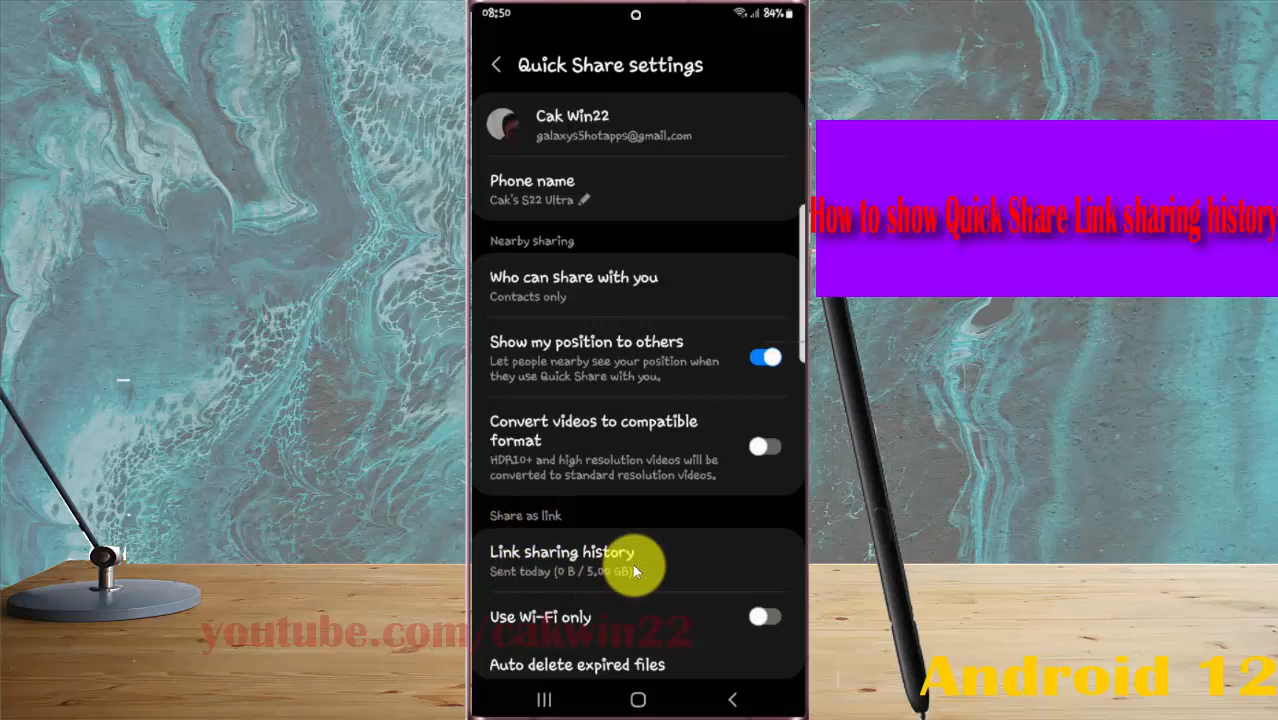 08:50
84%
Quick Share settings
Cak Win22
galaxys5hotapps@gmail.com
Phone name
Cak's S22 Ultra
Nearby sharing
Who can share with you
Contacts only
Show my position to others
Let people nearby see your position when
they use Quick Share with you.
Convert videos to compatible
format
HDR10+ and high resolution videos will be
converted to standard resolution videos.
Share as link
Link sharing history
Sent today (0 B / 5.00 GB)
Use Wi-Fi only
Auto delete expired files
How to show Quick Share Link sharing history
youtube.com/cakwin22
Android 12